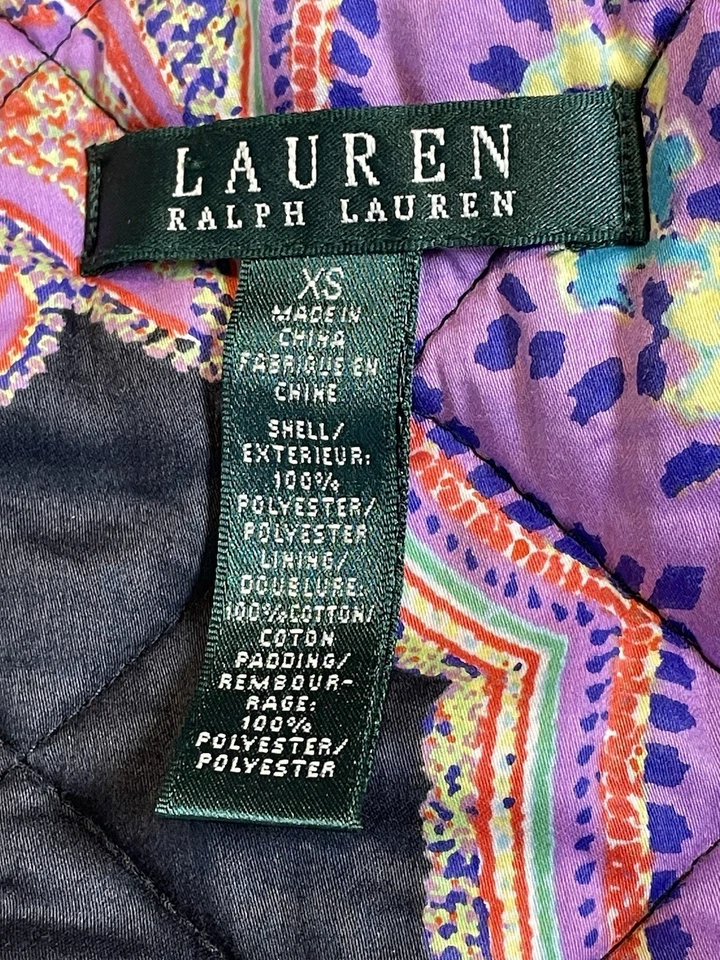 LAUREN
RALPH LAUREN
XS
MADE IN
CHINA
FABRIQUE EN
CHINE
SHELL/
EXTERIEUR:
100%
POLYESTER/
POLYESTER
LINING/
DOUBLURE:
100%COTTON/
COTON
PADDING/
REMBOUR-
RAGE:
100%
POLYESTER/
POLYESTER